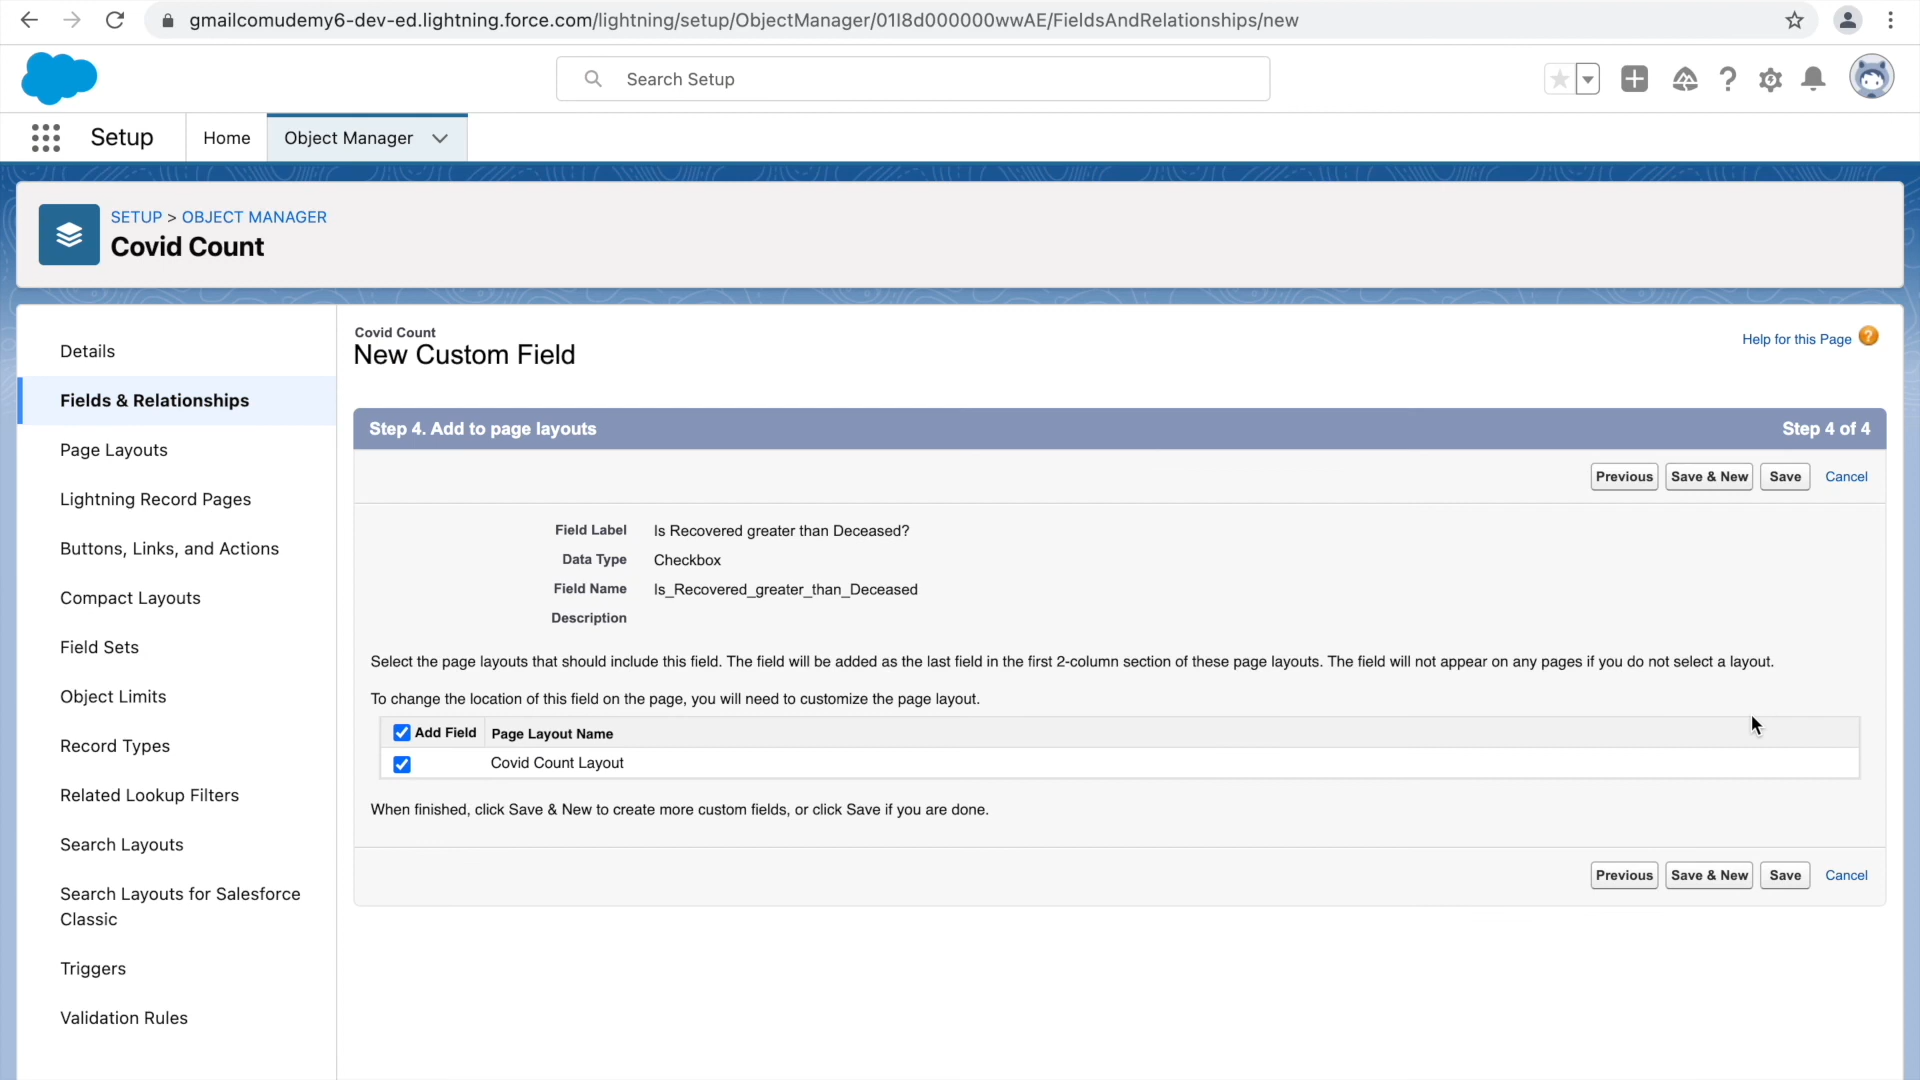 gmailcomudemy6-dev-ed.lightning.force.com/lightning/setup/ObjectManager/01I8d000000wwAE/FieldsAndRelationships/new
Search Setup
Setup
Home
Object Manager
SETUP > OBJECT MANAGER
Covid Count
Details
Fields & Relationships
Page Layouts
Lightning Record Pages
Buttons, Links, and Actions
Compact Layouts
Field Sets
Object Limits
Record Types
Related Lookup Filters
Search Layouts
Search Layouts for Salesforce
Classic
Triggers
Validation Rules
Covid Count
New Custom Field
Help for this Page
Step 4. Add to page layouts
Step 4 of 4
Previous Save & New Save Cancel
Field Label Is Recovered greater than Deceased?
Data Type Checkbox
Field Name Is_Recovered_greater_than_Deceased
Description
Select the page layouts that should include this field. The field will be added as the last field in the first 2-column section of these page layouts. The field will not appear on any pages if you do not select a layout.
To change the location of this field on the page, you will need to customize the page layout.
Add Field Page Layout Name
Covid Count Layout
When finished, click Save & New to create more custom fields, or click Save if you are done.
Previous Save & New Save Cancel